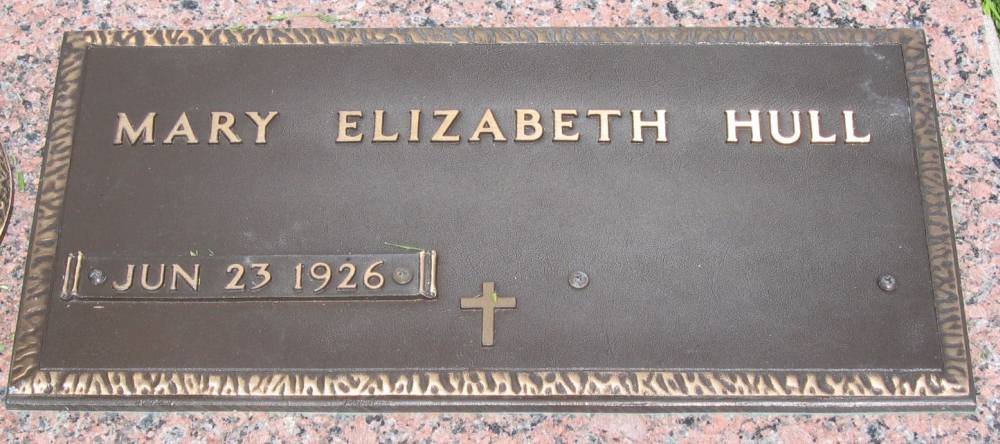 MARY ELIZABETH HULL
JUN 23 1926